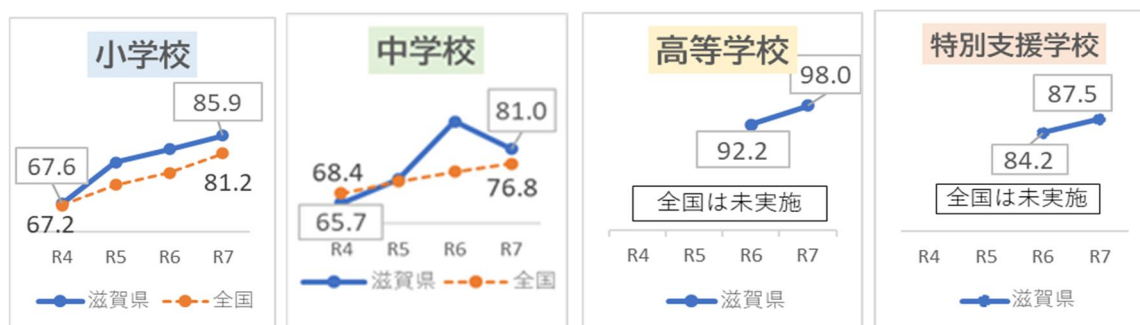 小学校
85.9
67.6
81.2
67.2
R4 R5 R6 R7
滋賀県 全国
中学校
81.0
68.4
76.8
65.7
R4 R5 R6 R7
滋賀県 全国
高等学校
98.0
92.2
全国は未実施
R4 R5 R6 R7
滋賀県
特別支援学校
87.5
84.2
全国は未実施
R4 R5 R6 R7
滋賀県